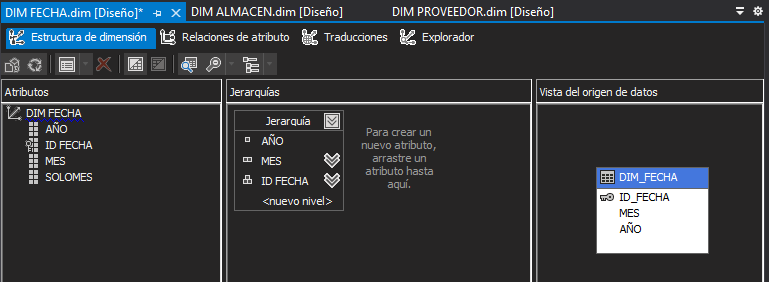 DIM FECHA.dim [Diseño]*
DIM ALMACEN.dim [Diseño]
DIM PROVEEDOR.dim [Diseño]
Estructura de dimensión
Relaciones de atributo
Traducciones
Explorador
Atributos
DIM FECHA
AÑO
ID FECHA
MES
SOLOMES
Jerarquías
Jerarquía
AÑO
MES
ID FECHA
<nuevo nivel>
Para crear un
nuevo atributo,
arrastre un
atributo hasta
aquí.
Vista del origen de datos
DIM_FECHA
ID_FECHA
MES
AÑO